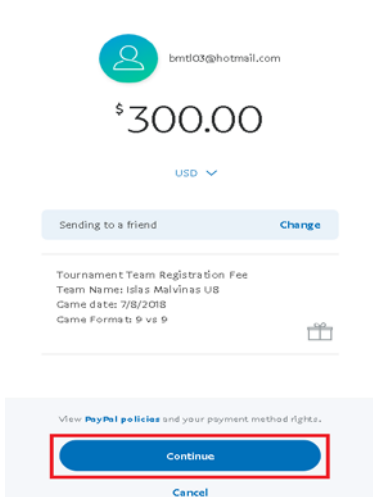 bmtl03@hotmail.com
$300.00
USD
Sending to a friend Change
Tournament Team Registration Fee
Team Name: Islas Malvinas U8
Game date: 7/8/2018
Game Format: 9 vs 9
View PayPal policies and your payment method rights.
Continue
Cancel